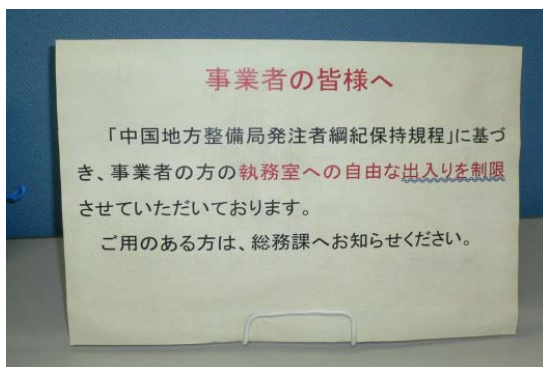 事業者の皆様へ
「中国地方整備局発注者綱紀保持規程」に基づ
き、事業者の方の執務室への自由な出入りを制限
させていただいております。
ご用のある方は、総務課へお知らせください。